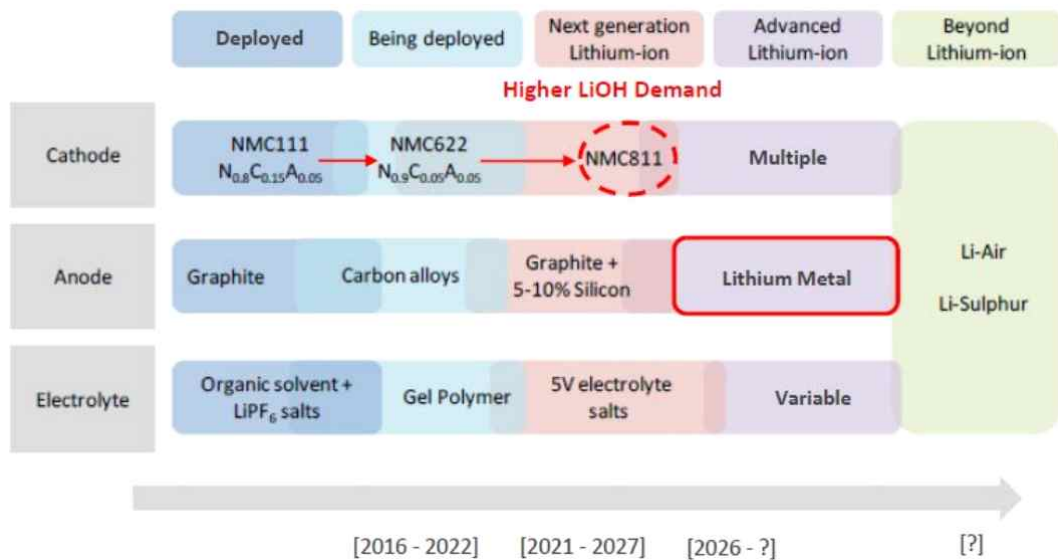 Deployed
Being deployed
Next generation
Lithium-ion
Advanced
Lithium-ion
Beyond
Lithium-ion
Higher LiOH Demand
Cathode
NMC111
N₀.₈C₀.₁₅A₀.₀₅
NMC622
N₀.₉C₀.₀₅A₀.₀₅
NMC811
Multiple
Anode
Graphite
Carbon alloys
Graphite +
5-10% Silicon
Lithium Metal
Li-Air
Li-Sulphur
Electrolyte
Organic solvent +
LiPF₆ salts
Gel Polymer
5V electrolyte
salts
Variable
[2016 - 2022]
[2021 - 2027]
[2026 - ?]
[?]